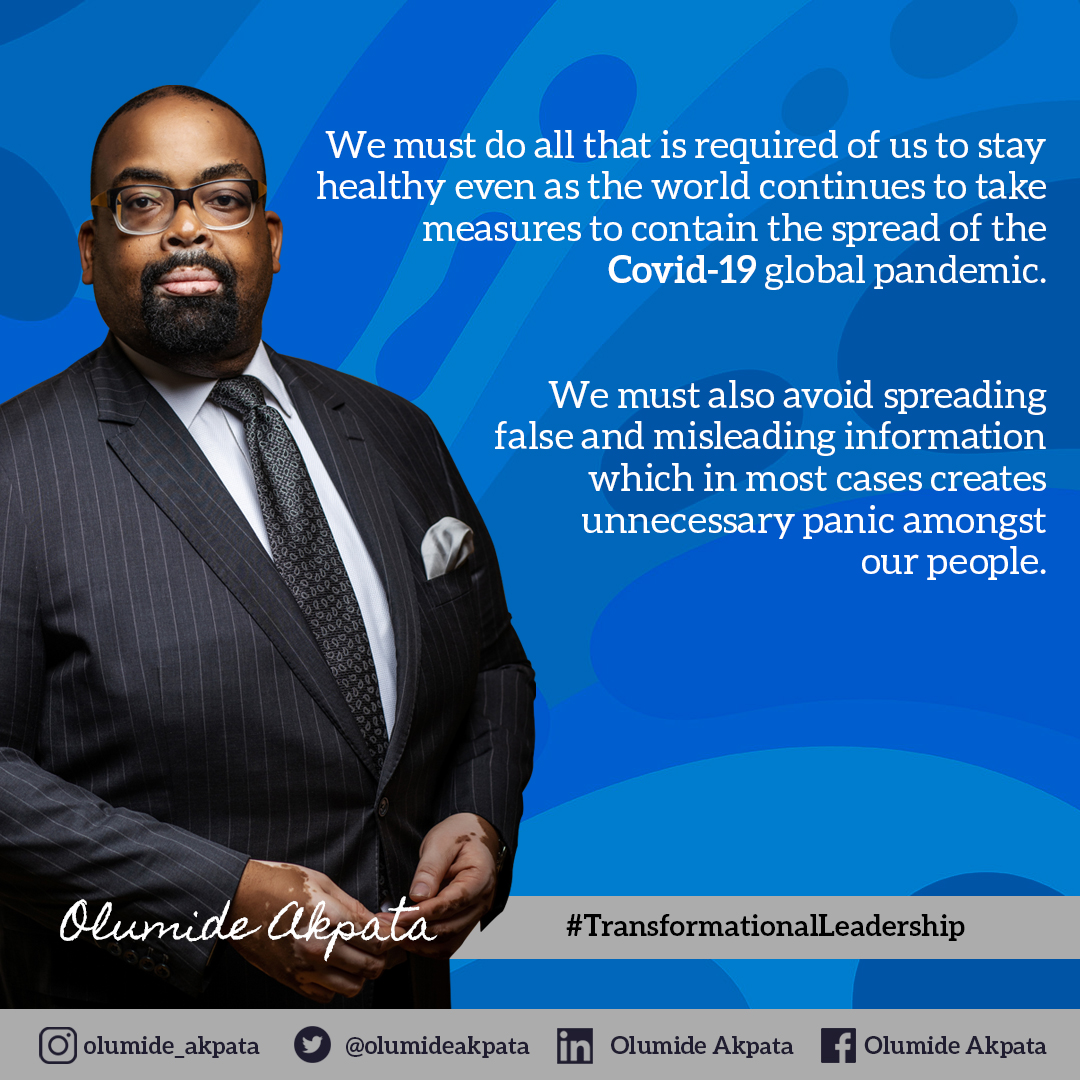 We must do all that is required of us to stay
healthy even as the world continues to take
measures to contain the spread of the
Covid-19 global pandemic.
We must also avoid spreading
false and misleading information
which in most cases creates
unnecessary panic amongst
our people.
Olumide Akpata
#TransformationalLeadership
olumide_akpata @olumideakpata in Olumide Akpata f Olumide Akpata